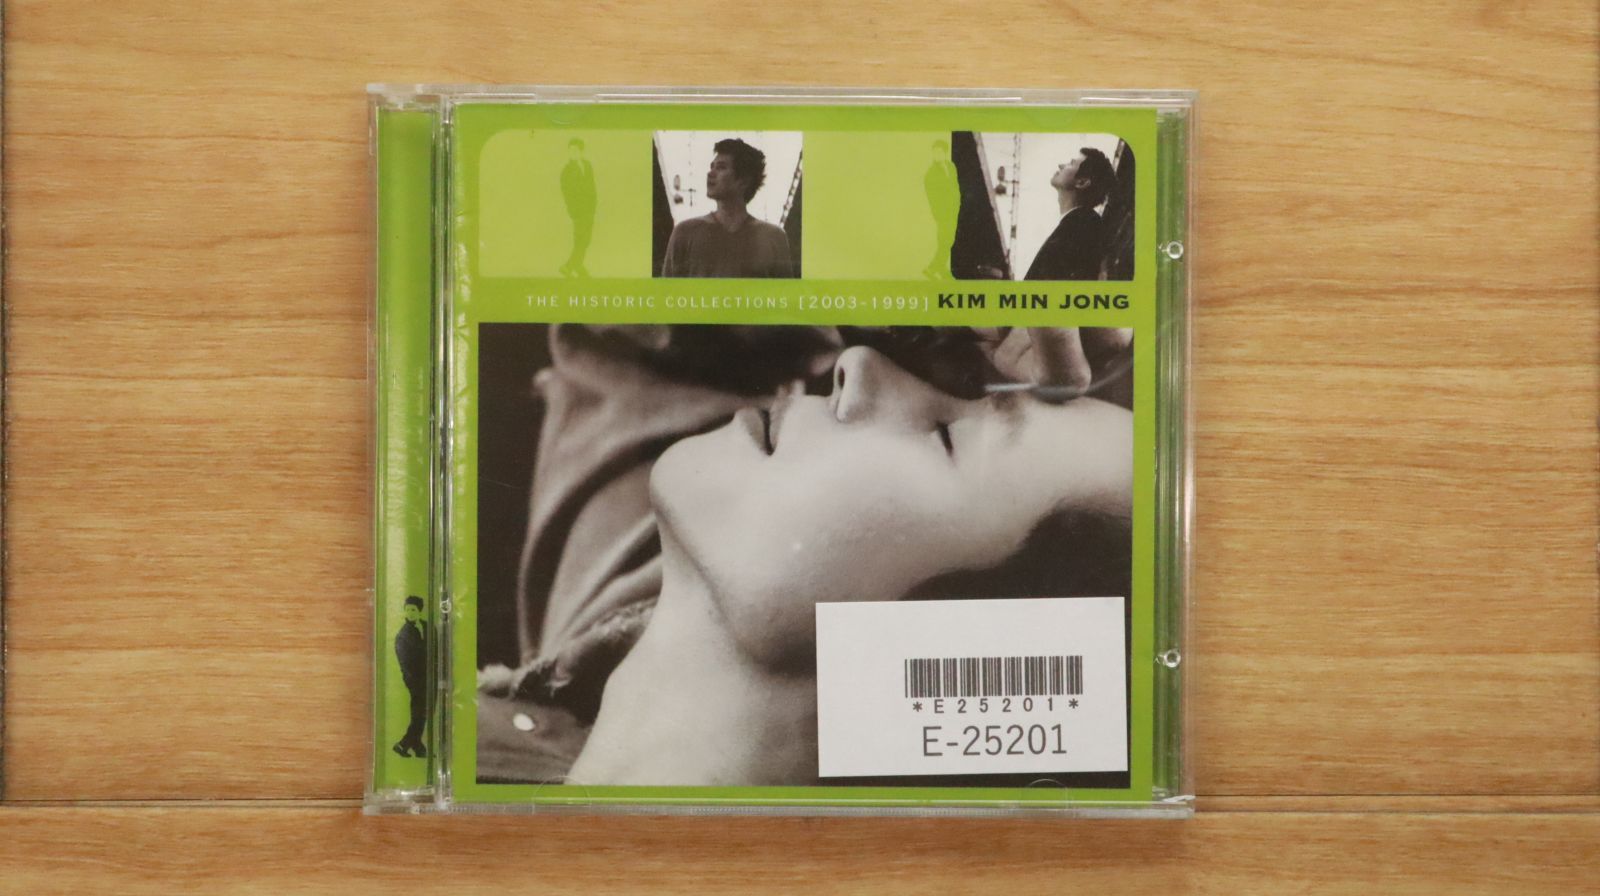 THE HISTORIC COLLECTIONS [2003-1999] KIM MIN JONG
*E25201*
E-25201